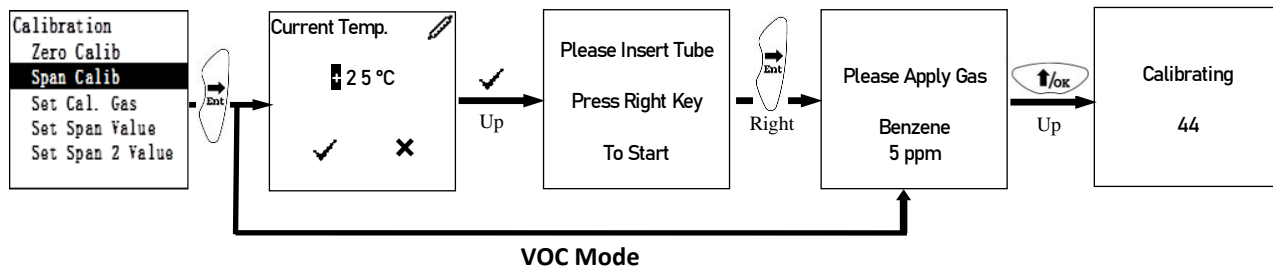 Calibration
Zero Calib
Span Calib
Set Cal. Gas
Set Span Value
Set Span 2 Value
Ent
Current Temp.
+25°C
Up
Please Insert Tube
Press Right Key
To Start
Ent
Right
Please Apply Gas
Benzene
5 ppm
/OK
Up
Calibrating
44
VOC Mode